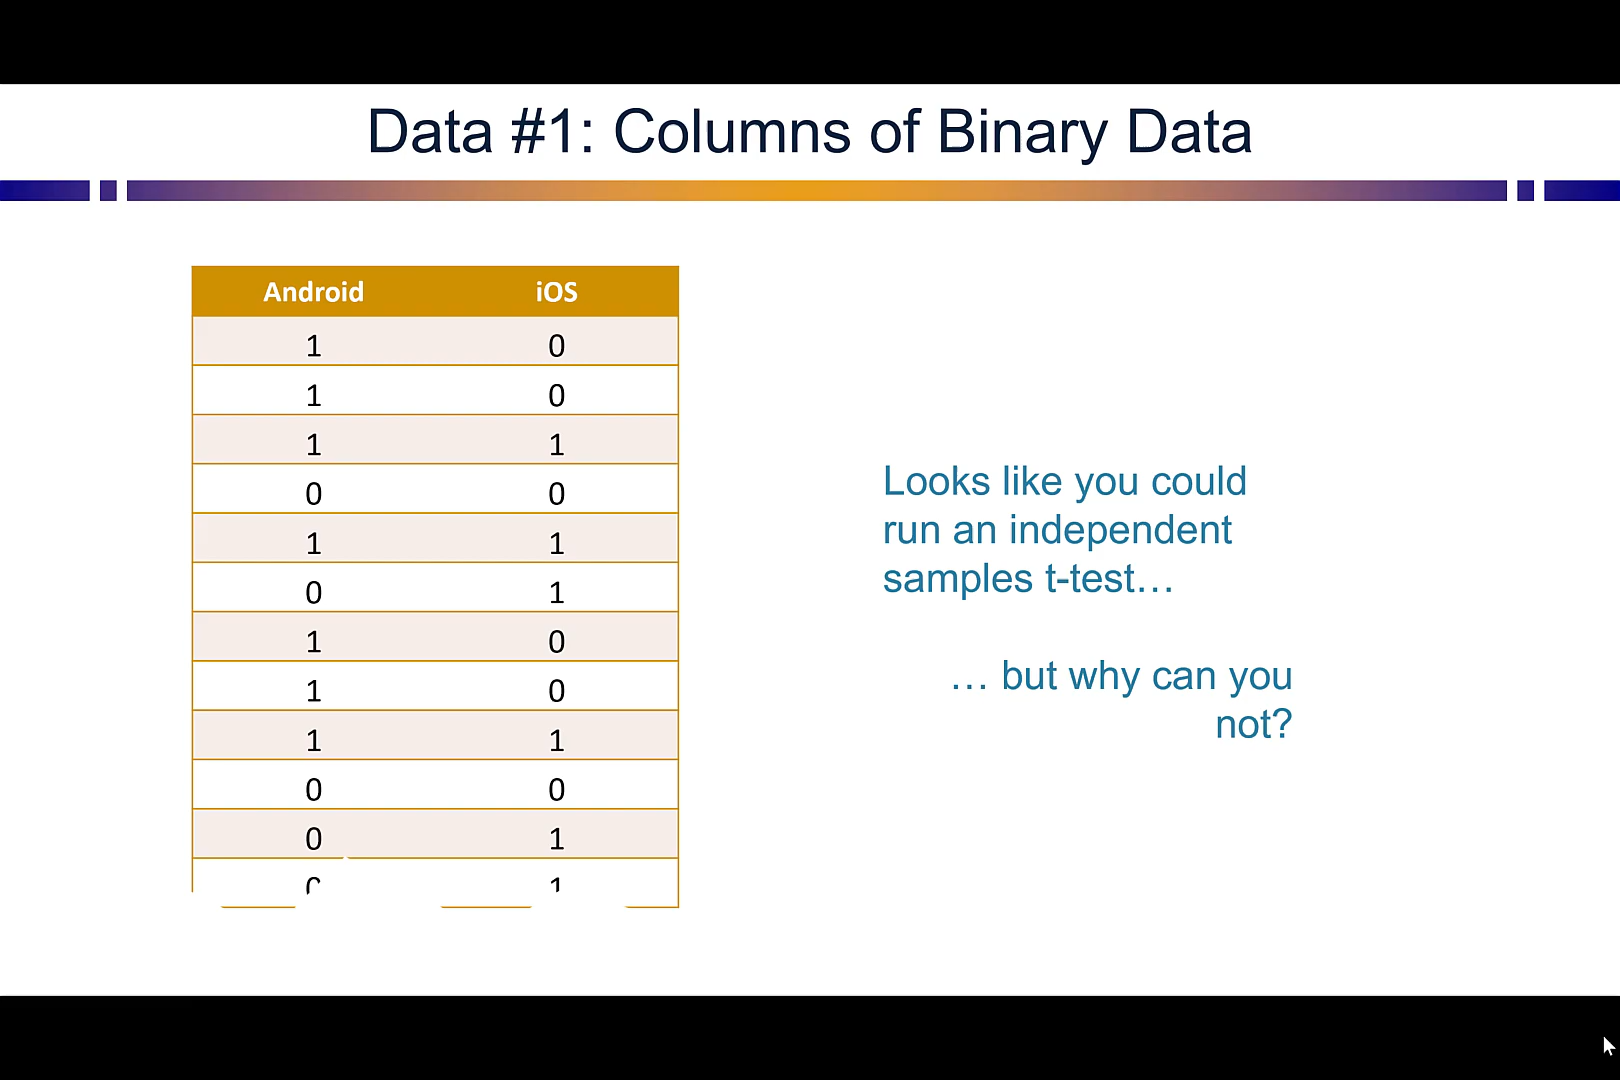 Data #1: Columns of Binary Data
Android iOS
1 0
1 0
1 1
0 0
1 1
0 1
1 0
1 0
1 1
0 0
0 1
Looks like you could
run an independent
samples t-test…
… but why can you
not?